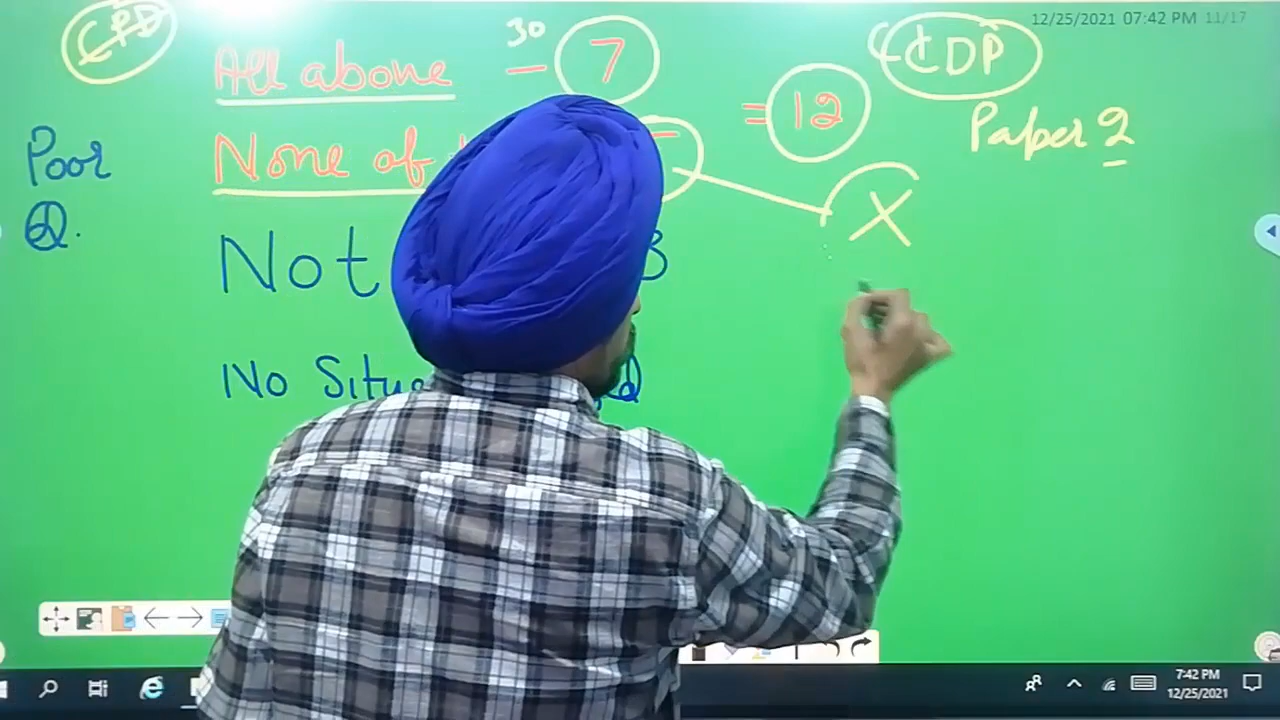 12/25/2021 07:42 PM 11/17
CPD
CDP
30
All above — 7
= 12
Paper 2
None of
X
Poor
Q.
Not 3
No Situ
7:42 PM
12/25/2021